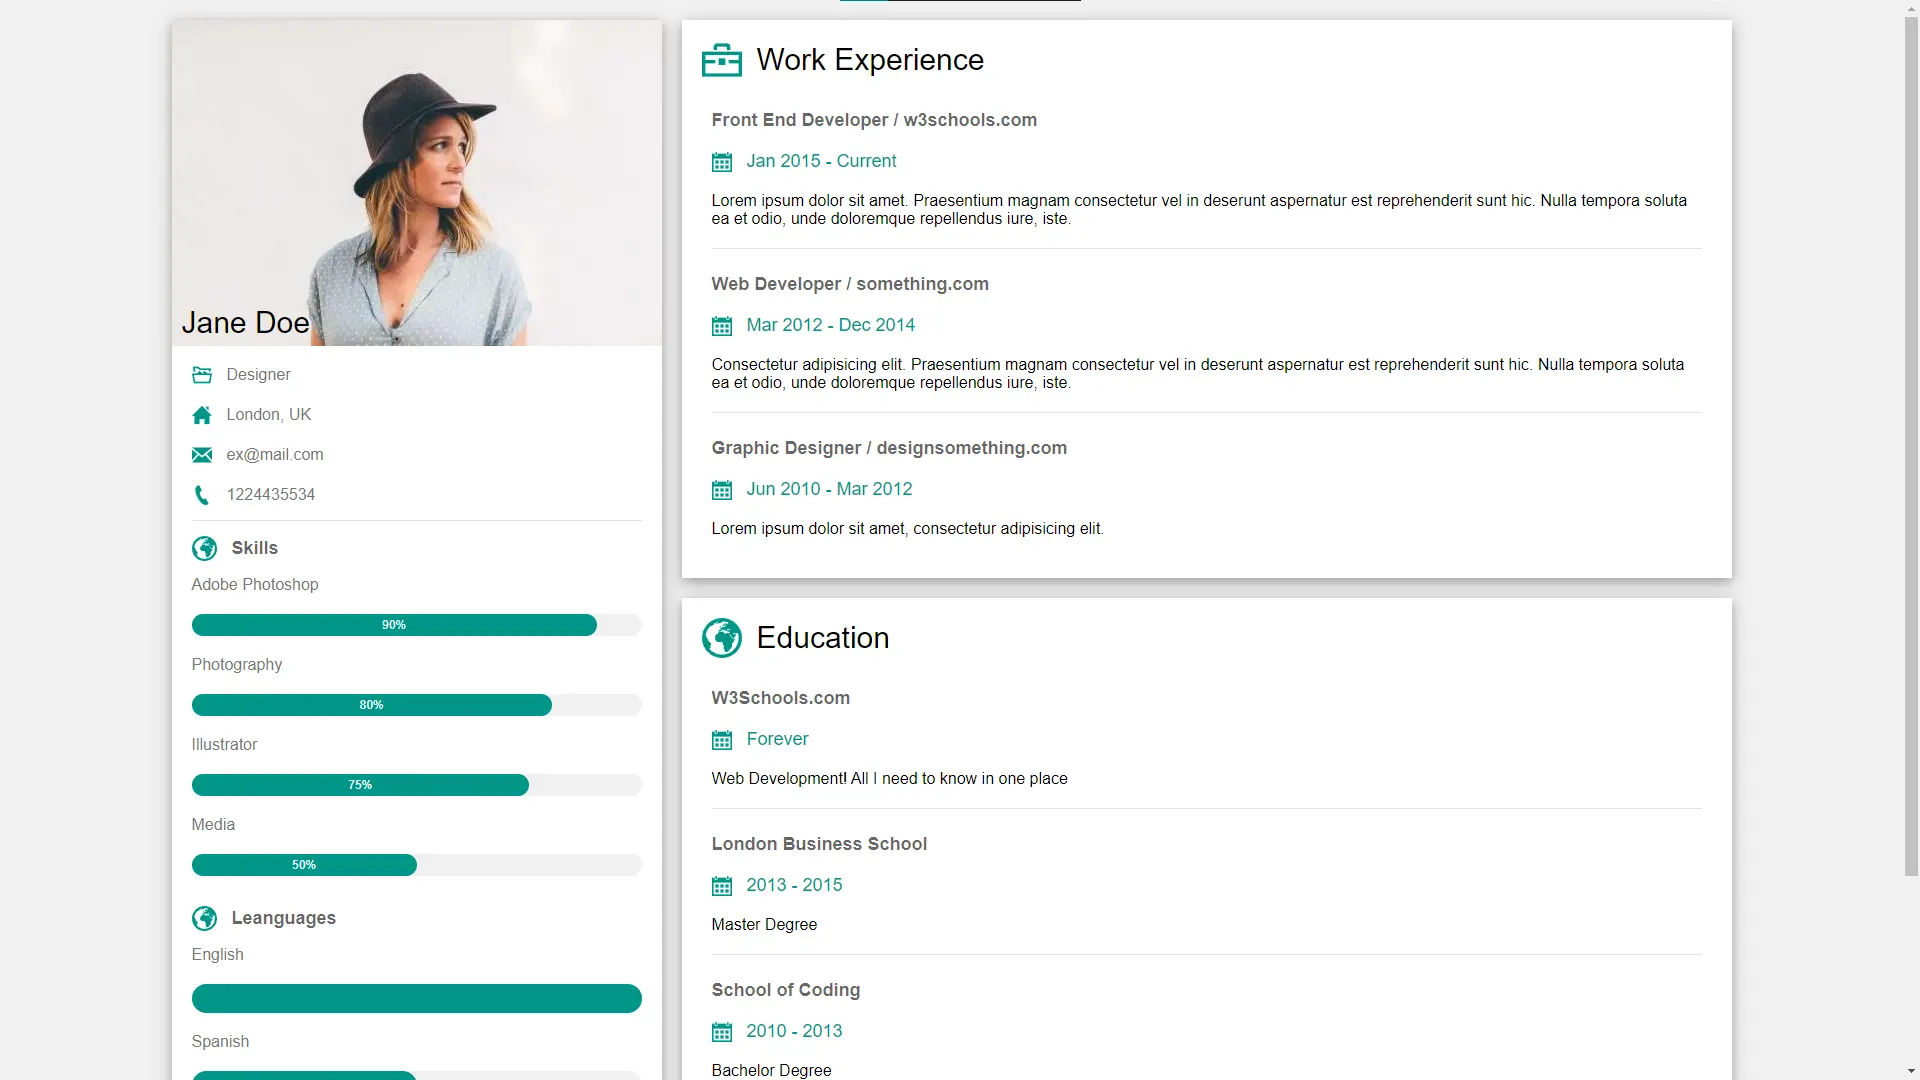 Jane Doe
Designer
London, UK
ex@mail.com
1224435534
Skills
Adobe Photoshop
90%
Photography
80%
Illustrator
75%
Media
50%
Leanguages
English
Spanish
Work Experience
Front End Developer / w3schools.com
Jan 2015 - Current
Lorem ipsum dolor sit amet. Praesentium magnam consectetur vel in deserunt aspernatur est reprehenderit sunt hic. Nulla tempora soluta
ea et odio, unde doloremque repellendus iure, iste.
Web Developer / something.com
Mar 2012 - Dec 2014
Consectetur adipisicing elit. Praesentium magnam consectetur vel in deserunt aspernatur est reprehenderit sunt hic. Nulla tempora soluta
ea et odio, unde doloremque repellendus iure, iste.
Graphic Designer / designsomething.com
Jun 2010 - Mar 2012
Lorem ipsum dolor sit amet, consectetur adipisicing elit.
Education
W3Schools.com
Forever
Web Development! All I need to know in one place
London Business School
2013 - 2015
Master Degree
School of Coding
2010 - 2013
Bachelor Degree